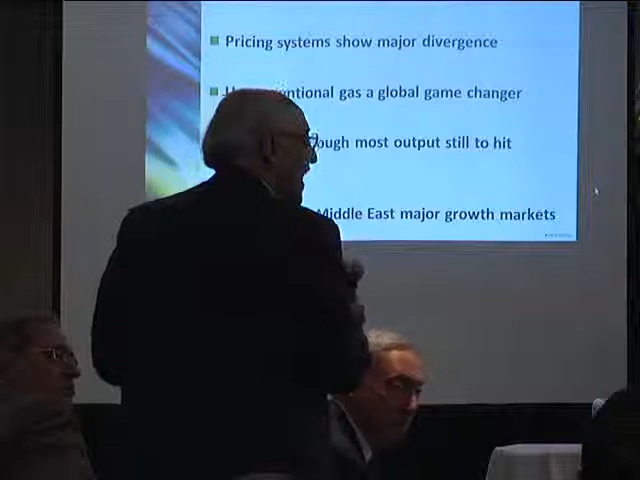 Pricing systems show major divergence
gas a global game changer
most output still to hit
Middle East major growth markets